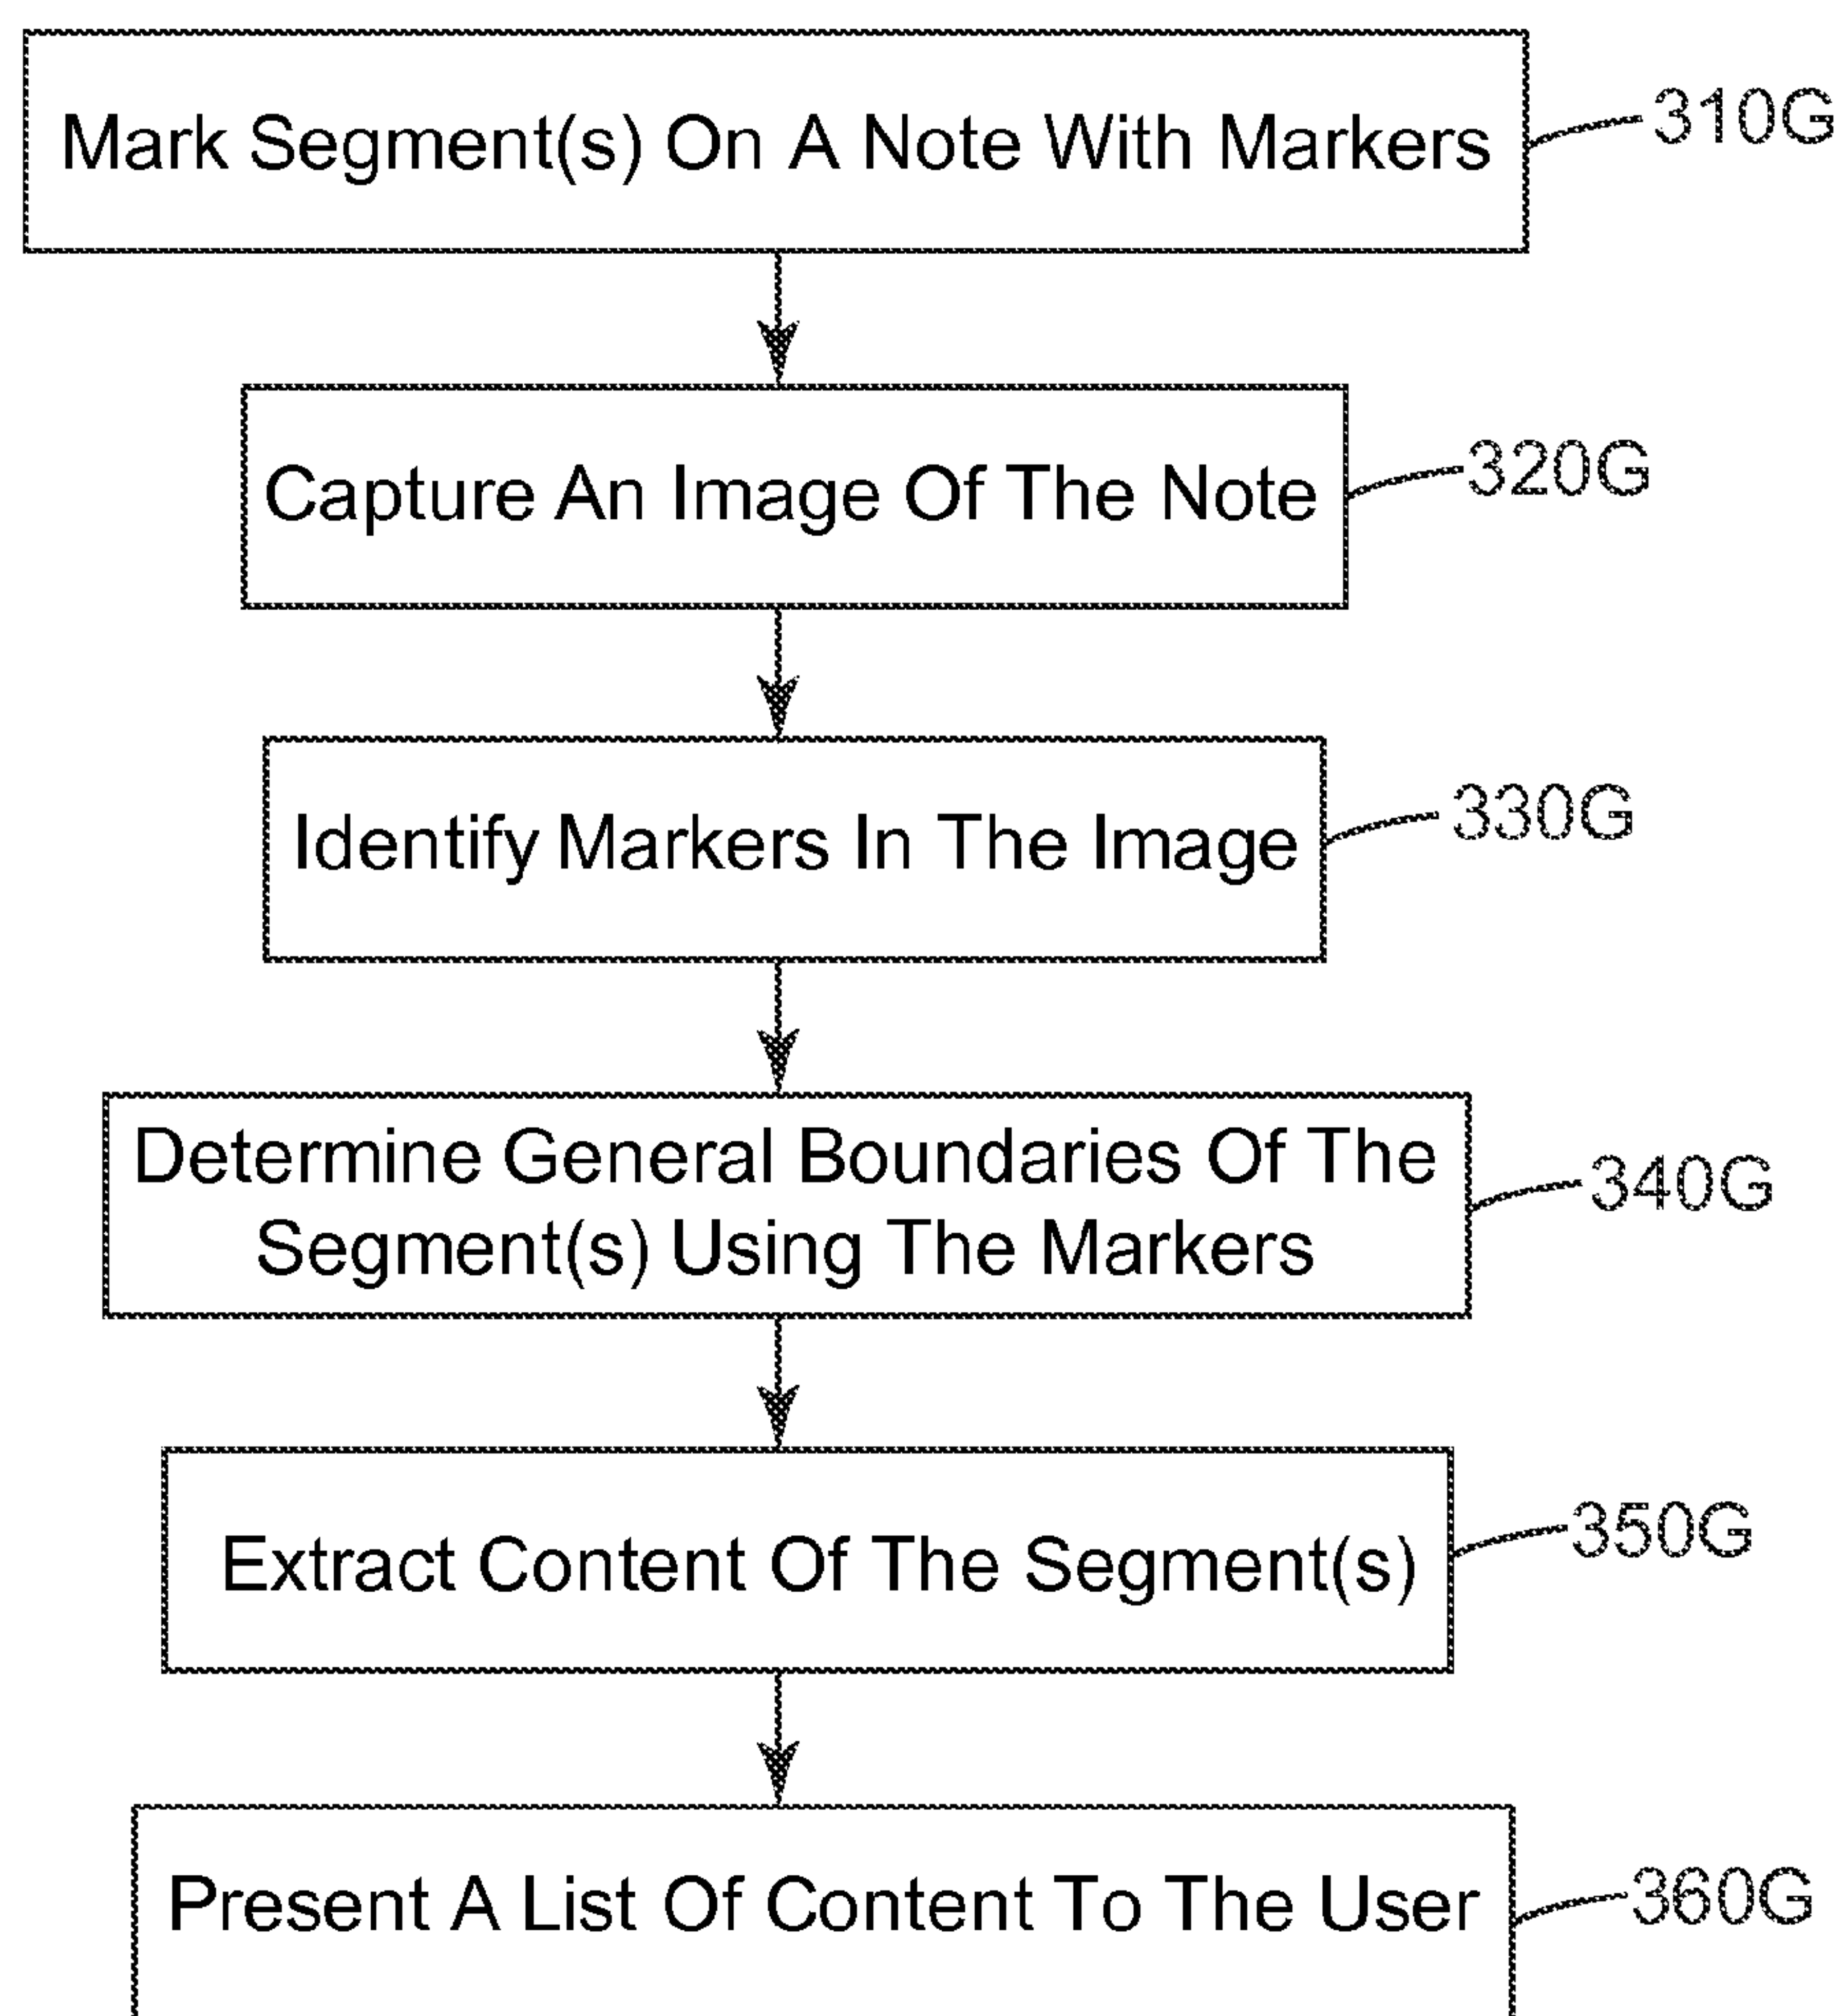 Mark Segment(s) On A Note With Markers
310G
Capture An Image Of The Note
320G
Identify Markers In The Image
330G
Determine General Boundaries Of The
Segment(s) Using The Markers
340G
Extract Content Of The Segment(s)
350G
Present A List Of Content To The User
360G